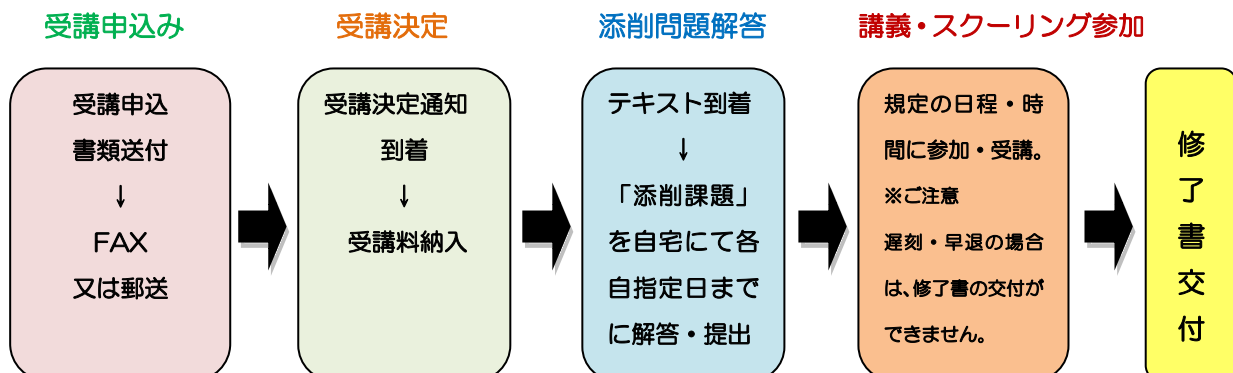 受講申込み
受講決定
添削問題解答
講義・スクーリング参加
受講申込
書類送付
↓
FAX
又は郵送
受講決定通知
到着
↓
受講料納入
テキスト到着
↓
「添削課題」
を自宅にて各
自指定日まで
に解答・提出
規定の日程・時
間に参加・受講。
※ご注意
遅刻・早退の場合
は、修了書の交付が
できません。
修了書交付